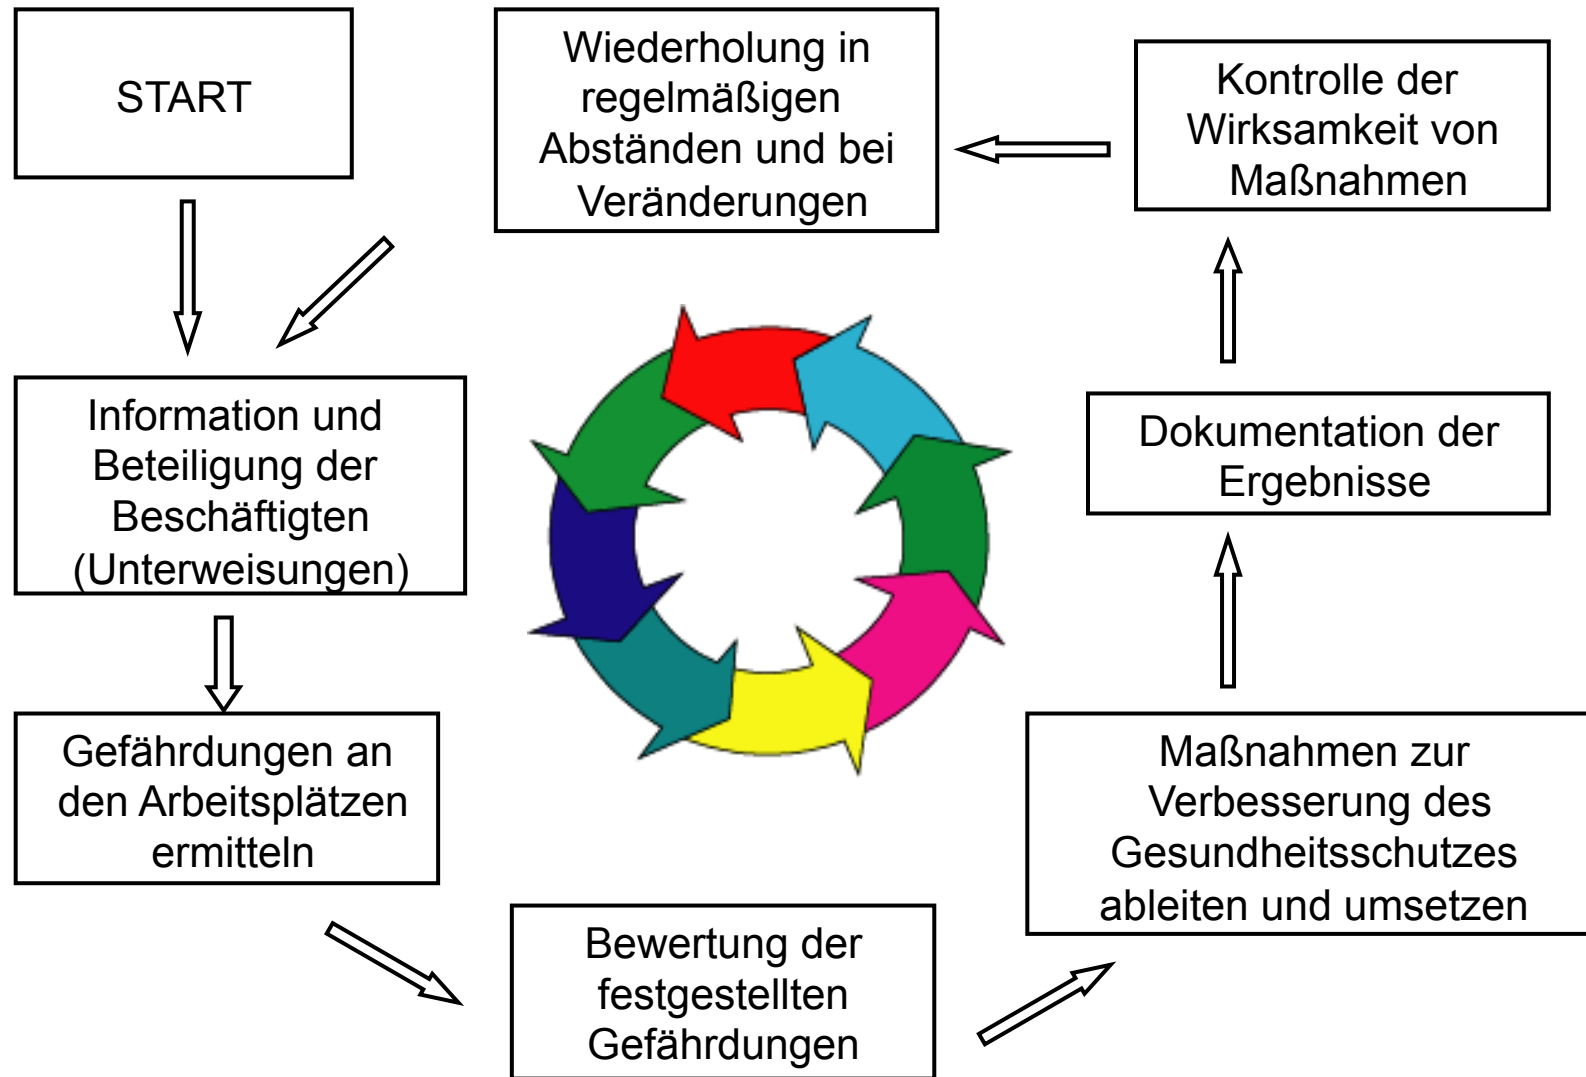 START
Wiederholung in
regelmäßigen
Abständen und bei
Veränderungen
Kontrolle der
Wirksamkeit von
Maßnahmen
Information und
Beteiligung der
Beschäftigten
(Unterweisungen)
Dokumentation der
Ergebnisse
Gefährdungen an
den Arbeitsplätzen
ermitteln
Maßnahmen zur
Verbesserung des
Gesundheitsschutzes
ableiten und umsetzen
Bewertung der
festgestellten
Gefährdungen